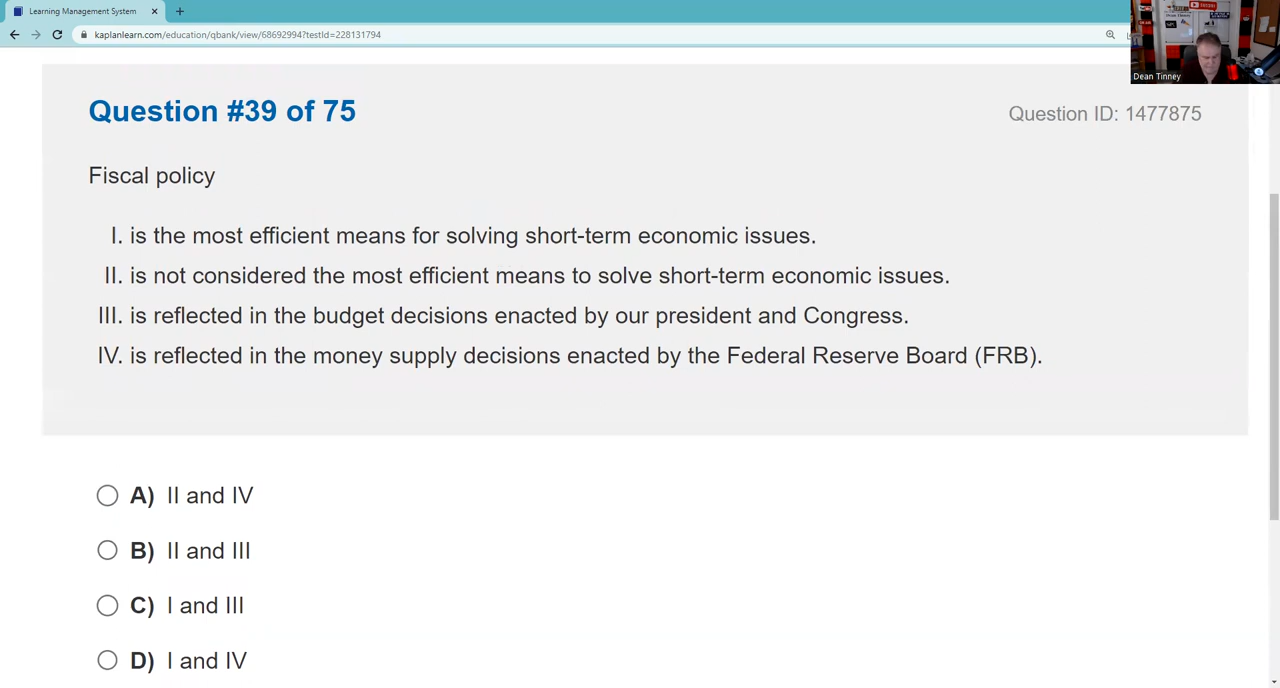 Learning Management System
kaplanlearn.com/education/qbank/view/68692994?testId=228131794
Dean Tinney
Question #39 of 75
Question ID: 1477875
Fiscal policy
I. is the most efficient means for solving short-term economic issues.
II. is not considered the most efficient means to solve short-term economic issues.
III. is reflected in the budget decisions enacted by our president and Congress.
IV. is reflected in the money supply decisions enacted by the Federal Reserve Board (FRB).
A) II and IV
B) II and III
C) I and III
D) I and IV